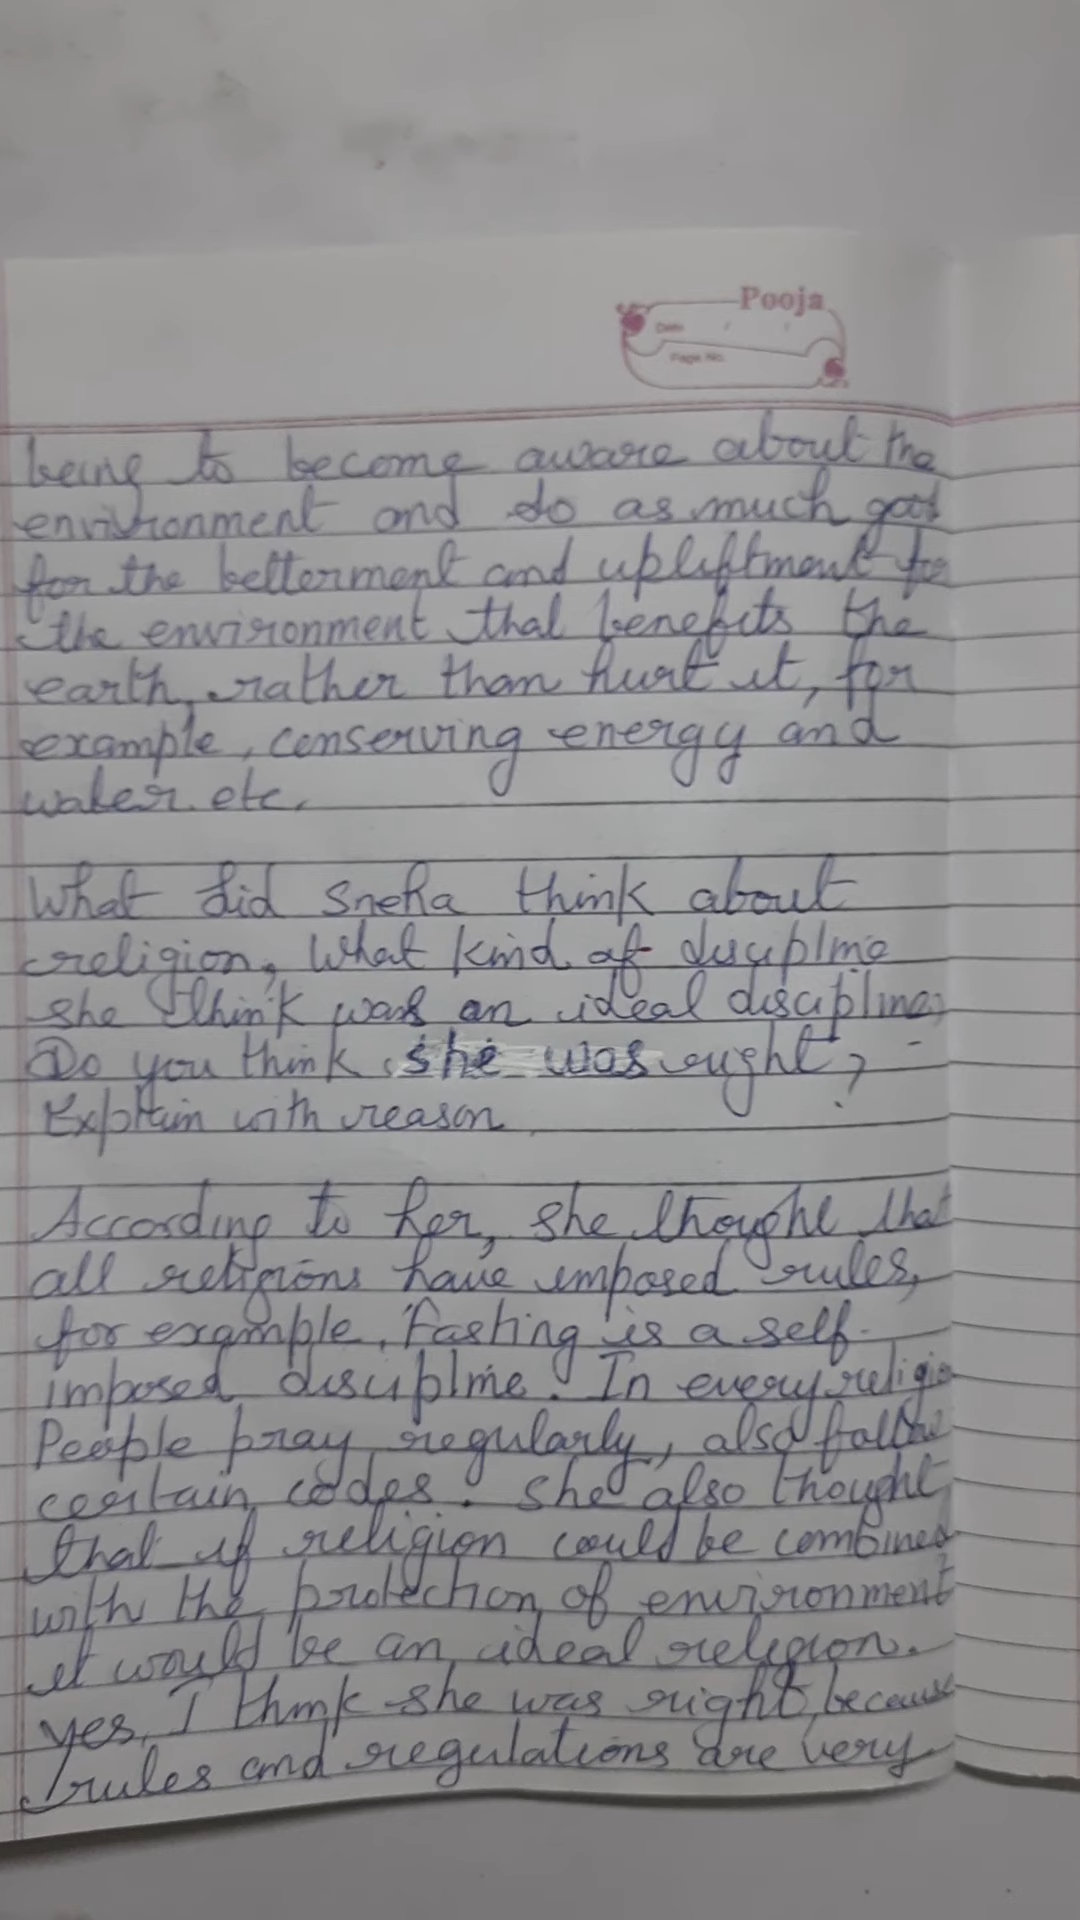 Pooja
Date / /
Page No.
being to become aware about the
environment and do as much good
for the betterment and upliftment for
the environment that benefits the
earth, rather than hurt it, for
example, conserving energy and
water. etc.
What did Sneha think about
religion, What kind of discipline
she think was an ideal discipline,
Do you think she was right?
Explain with reason.
According to her, she thought that
all religions have imposed rules,
for example, 'Fasting is a self-
imposed discipline'. In every religion
People pray regularly, also follow
certain codes. She also thought
that if religion could be combined
with the protection of environment
it would be an ideal religion.
yes, I think she was right, because
rules and regulations are very